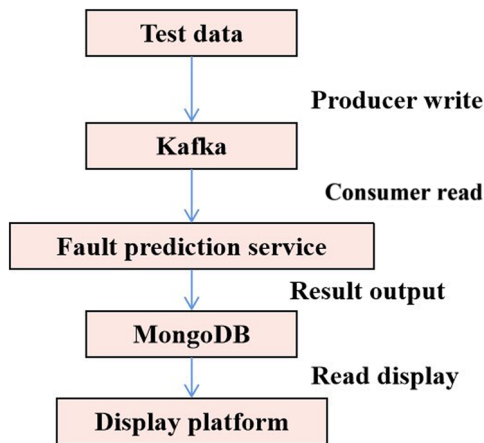 Test data
Producer write
Kafka
Consumer read
Fault prediction service
Result output
MongoDB
Read display
Display platform